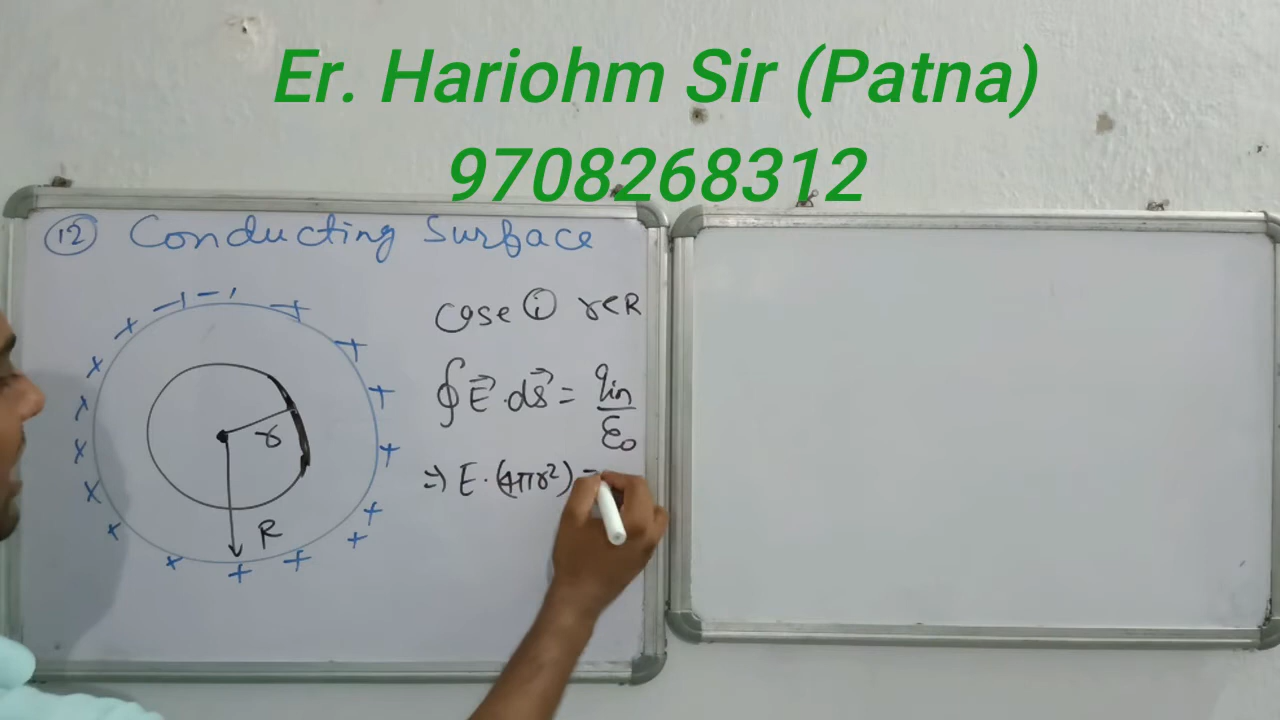 Er. Hariohm Sir (Patna)
9708268312
12 Conducting Surface
Case i r<R
∮ E⃗ · ds⃗ = qin/ε0
⇒ E · (4πr²) =
r
R